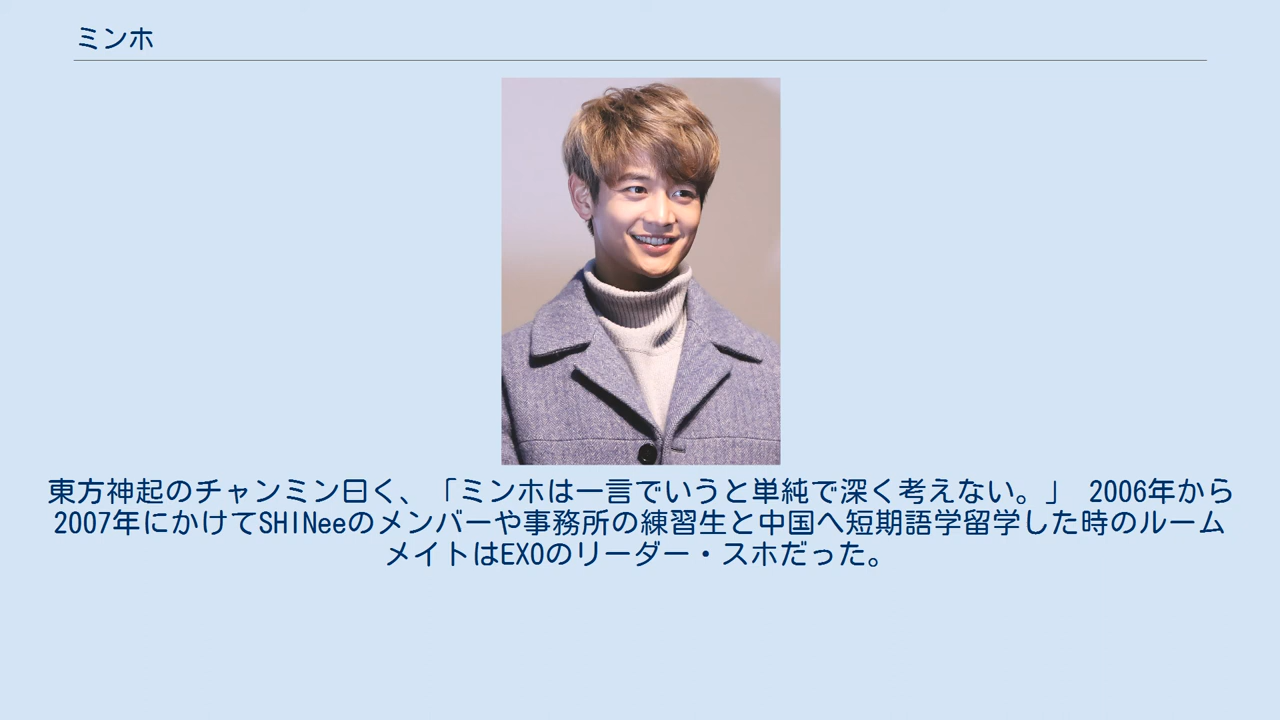 ミンホ
東方神起のチャンミン曰く、「ミンホは一言でいうと単純で深く考えない。」 2006年から
2007年にかけてSHINeeのメンバーや事務所の練習生と中国へ短期語学留学した時のルーム
メイトはEXOのリーダー・スホだった。